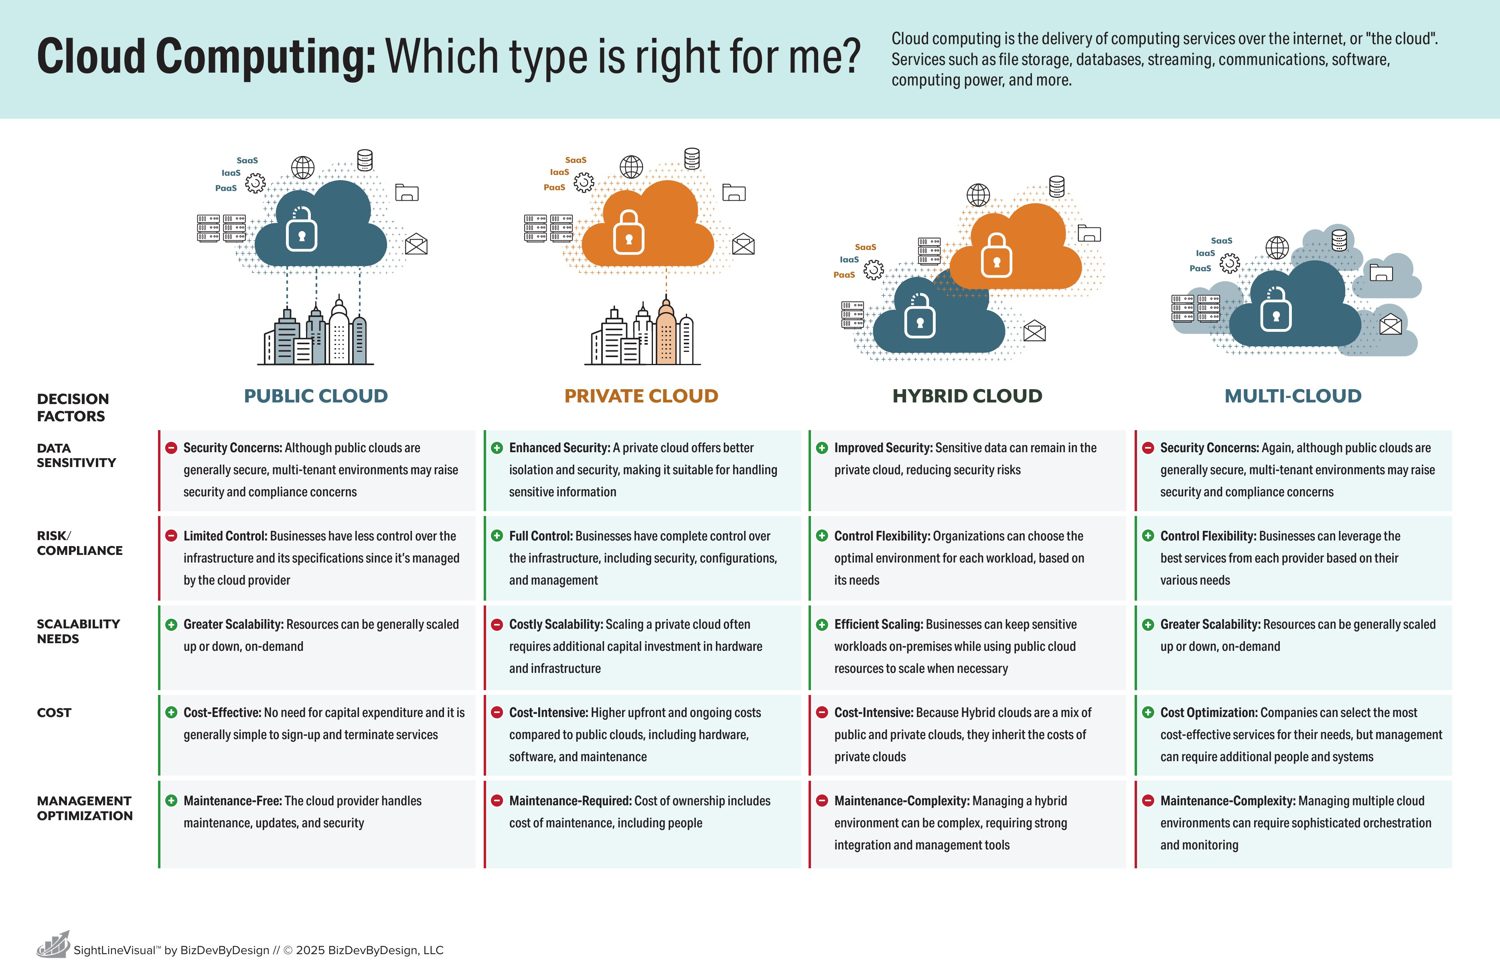 Cloud Computing: Which type is right for me?
Cloud computing is the delivery of computing services over the internet, or "the cloud".
Services such as file storage, databases, streaming, communications, software,
computing power, and more.
SaaS
IaaS
PaaS
SaaS
IaaS
PaaS
SaaS
IaaS
PaaS
SaaS
IaaS
PaaS
DECISION
FACTORS
PUBLIC CLOUD
PRIVATE CLOUD
HYBRID CLOUD
MULTI-CLOUD
DATA
SENSITIVITY
Security Concerns: Although public clouds are
generally secure, multi-tenant environments may raise
security and compliance concerns
Enhanced Security: A private cloud offers better
isolation and security, making it suitable for handling
sensitive information
Improved Security: Sensitive data can remain in the
private cloud, reducing security risks
Security Concerns: Again, although public clouds are
generally secure, multi-tenant environments may raise
security and compliance concerns
RISK/
COMPLIANCE
Limited Control: Businesses have less control over the
infrastructure and its specifications since it's managed
by the cloud provider
Full Control: Businesses have complete control over
the infrastructure, including security, configurations,
and management
Control Flexibility: Organizations can choose the
optimal environment for each workload, based on
its needs
Control Flexibility: Businesses can leverage the
best services from each provider based on their
various needs
SCALABILITY
NEEDS
Greater Scalability: Resources can be generally scaled
up or down, on-demand
Costly Scalability: Scaling a private cloud often
requires additional capital investment in hardware
and infrastructure
Efficient Scaling: Businesses can keep sensitive
workloads on-premises while using public cloud
resources to scale when necessary
Greater Scalability: Resources can be generally scaled
up or down, on-demand
COST
Cost-Effective: No need for capital expenditure and it is
generally simple to sign-up and terminate services
Cost-Intensive: Higher upfront and ongoing costs
compared to public clouds, including hardware,
software, and maintenance
Cost-Intensive: Because Hybrid clouds are a mix of
public and private clouds, they inherit the costs of
private clouds
Cost Optimization: Companies can select the most
cost-effective services for their needs, but management
can require additional people and systems
MANAGEMENT
OPTIMIZATION
Maintenance-Free: The cloud provider handles
maintenance, updates, and security
Maintenance-Required: Cost of ownership includes
cost of maintenance, including people
Maintenance-Complexity: Managing a hybrid
environment can be complex, requiring strong
integration and management tools
Maintenance-Complexity: Managing multiple cloud
environments can require sophisticated orchestration
and monitoring
SightLineVisual™ by BizDevByDesign // © 2025 BizDevByDesign, LLC